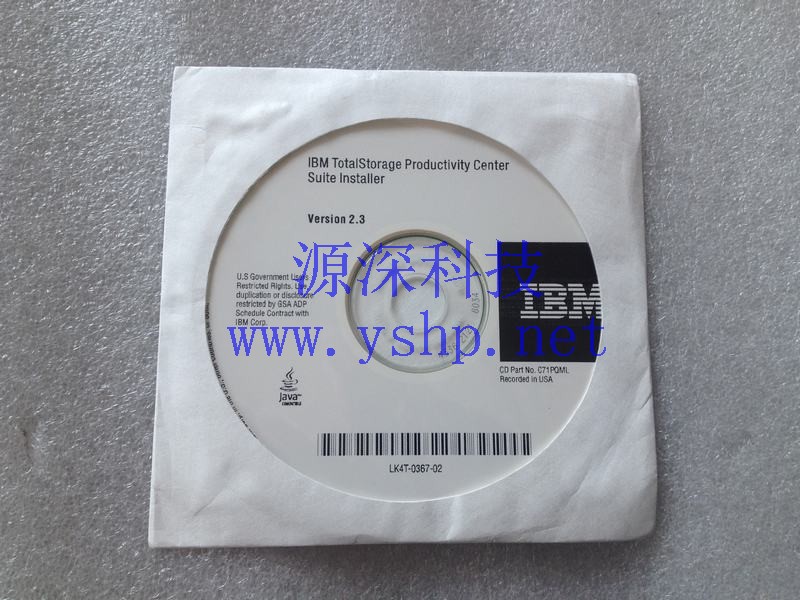 IBM TotalStorage Productivity Center
Suite Installer
Version 2.3
源深科技
U.S Government Users
Restricted Rights. Use,
duplication or disclosure
restricted by GSA ADP
Schedule Contract with
IBM Corp.
IBM
www.yshp.net
CD Part No. C71PQML
Recorded in USA
Java
COMPATIBLE
LK4T-0367-02